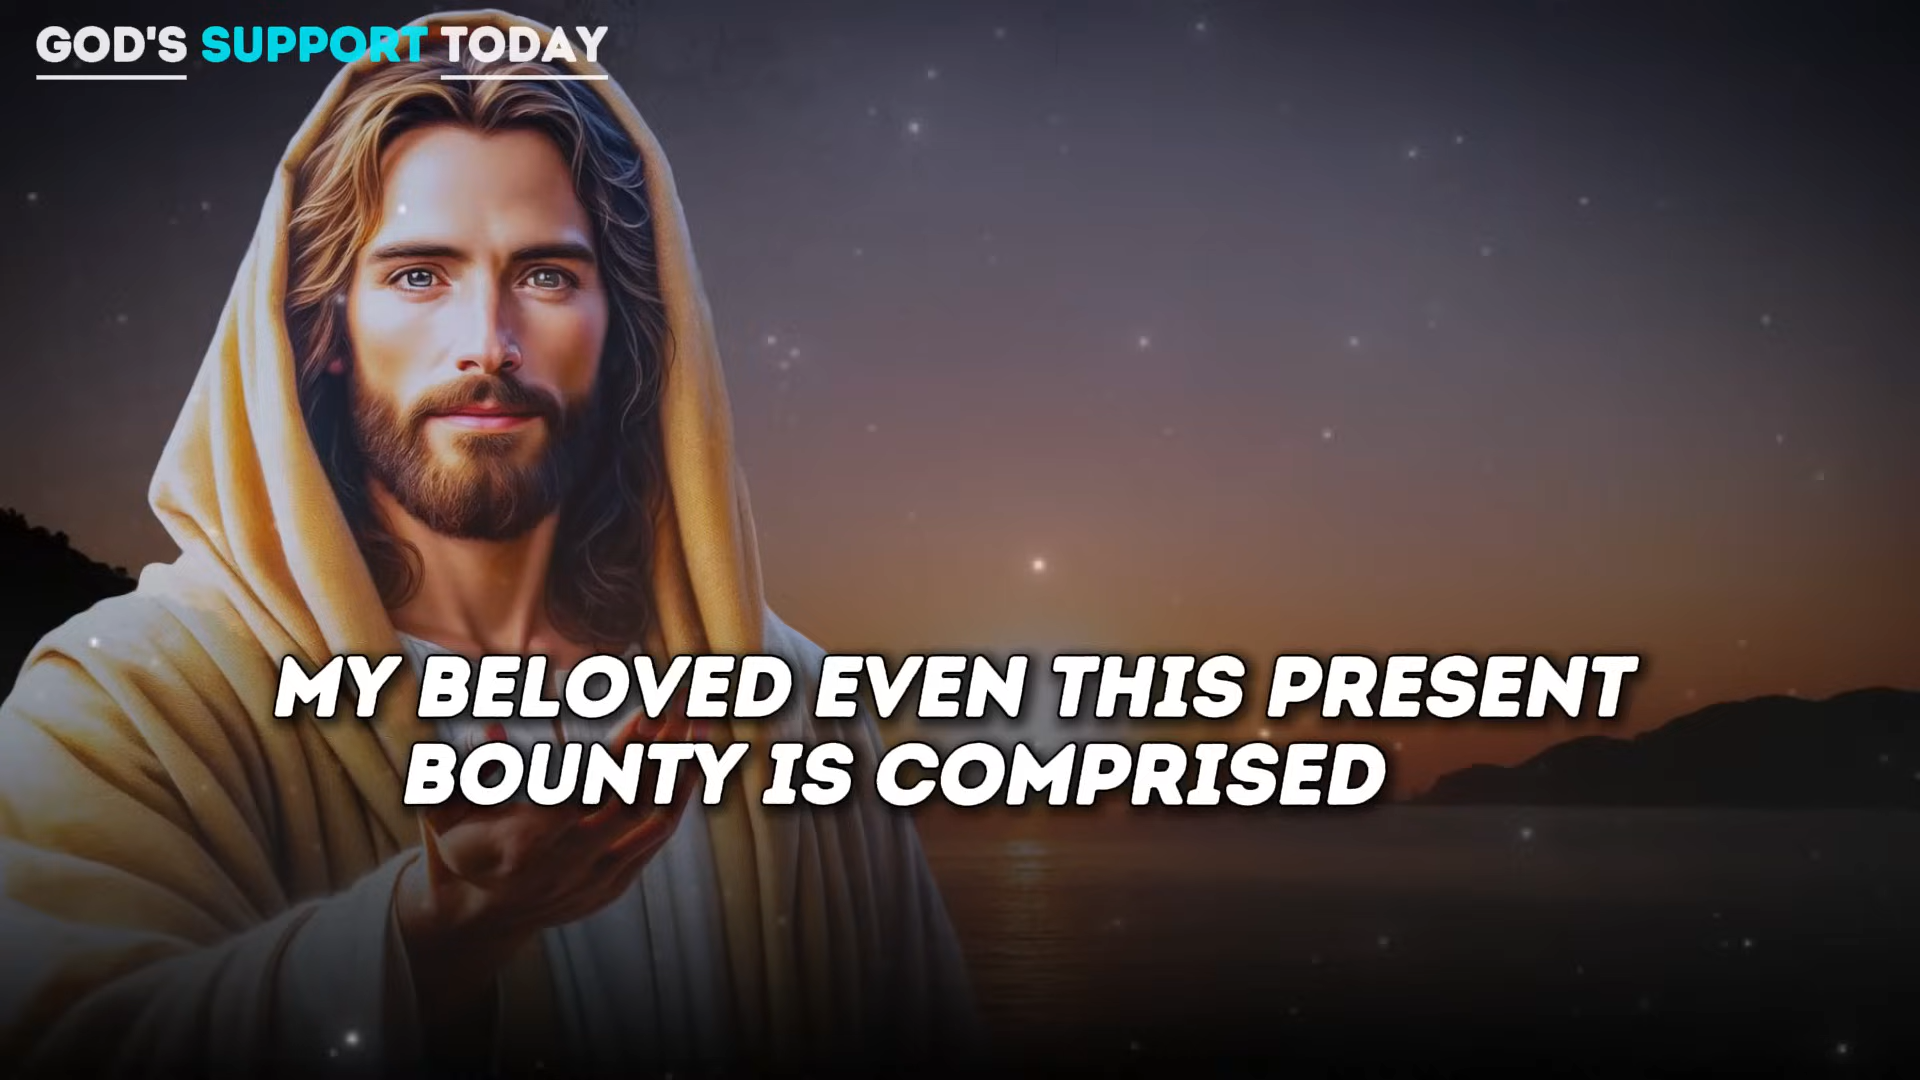 GOD'S SUPPORT TODAY
MY BELOVED EVEN THIS PRESENT
BOUNTY IS COMPRISED